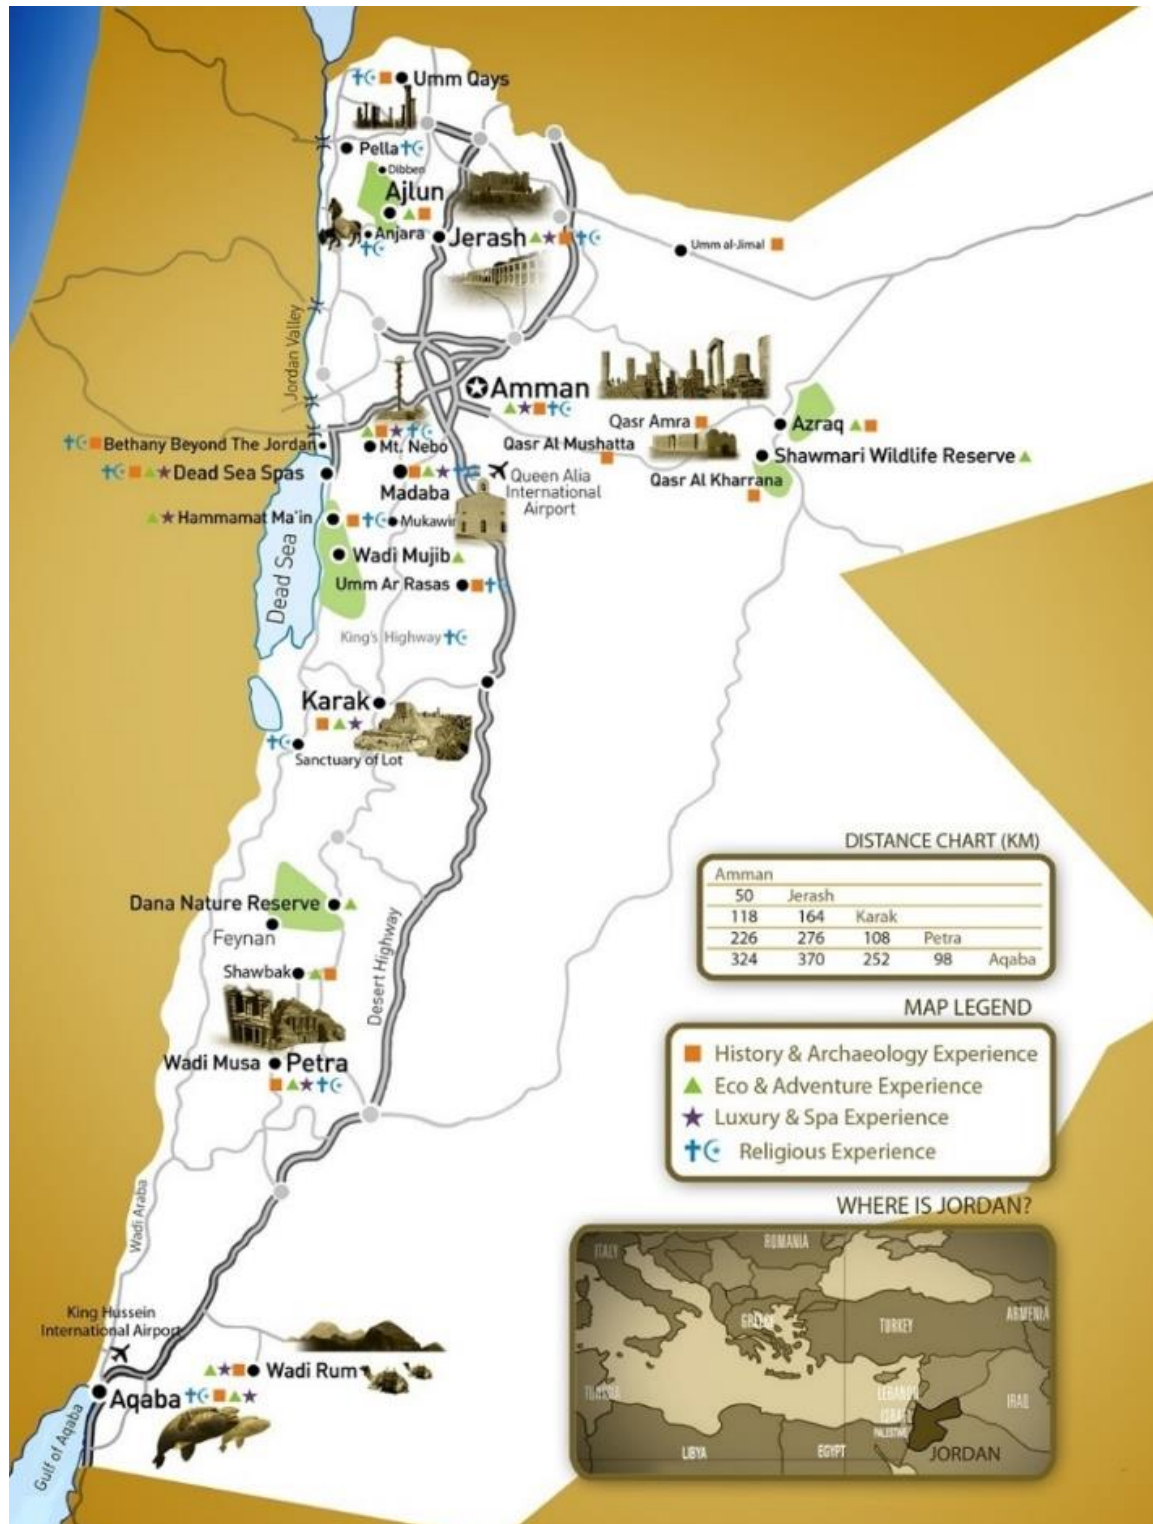 Umm Qays
Pella
Dibben
Ajlun
Anjara
Jerash
Umm al-Jimal
Jordan Valley
Amman
Qasr Amra
Azraq
Bethany Beyond The Jordan
Mt. Nebo
Qasr Al Mushatta
Shawmari Wildlife Reserve
Dead Sea Spas
Madaba
Queen Alia
International
Airport
Qasr Al Kharrana
Hammamat Ma'in
Mukawir
Dead Sea
Wadi Mujib
Umm Ar Rasas
King's Highway
Karak
Sanctuary of Lot
Dana Nature Reserve
Feynan
Desert Highway
Shawbak
Wadi Musa
Petra
Wadi Araba
King Hussein
International Airport
Wadi Rum
Aqaba
Gulf of Aqaba
DISTANCE CHART (KM)
Amman
50 Jerash
118 164 Karak
226 276 108 Petra
324 370 252 98 Aqaba
MAP LEGEND
History & Archaeology Experience
Eco & Adventure Experience
Luxury & Spa Experience
Religious Experience
WHERE IS JORDAN?
ITALY
ROMANIA
GREECE
TURKEY
ARMENIA
TUNISIA
LEBANON
ISRAEL
PALESTINE
IRAQ
LIBYA
EGYPT
JORDAN